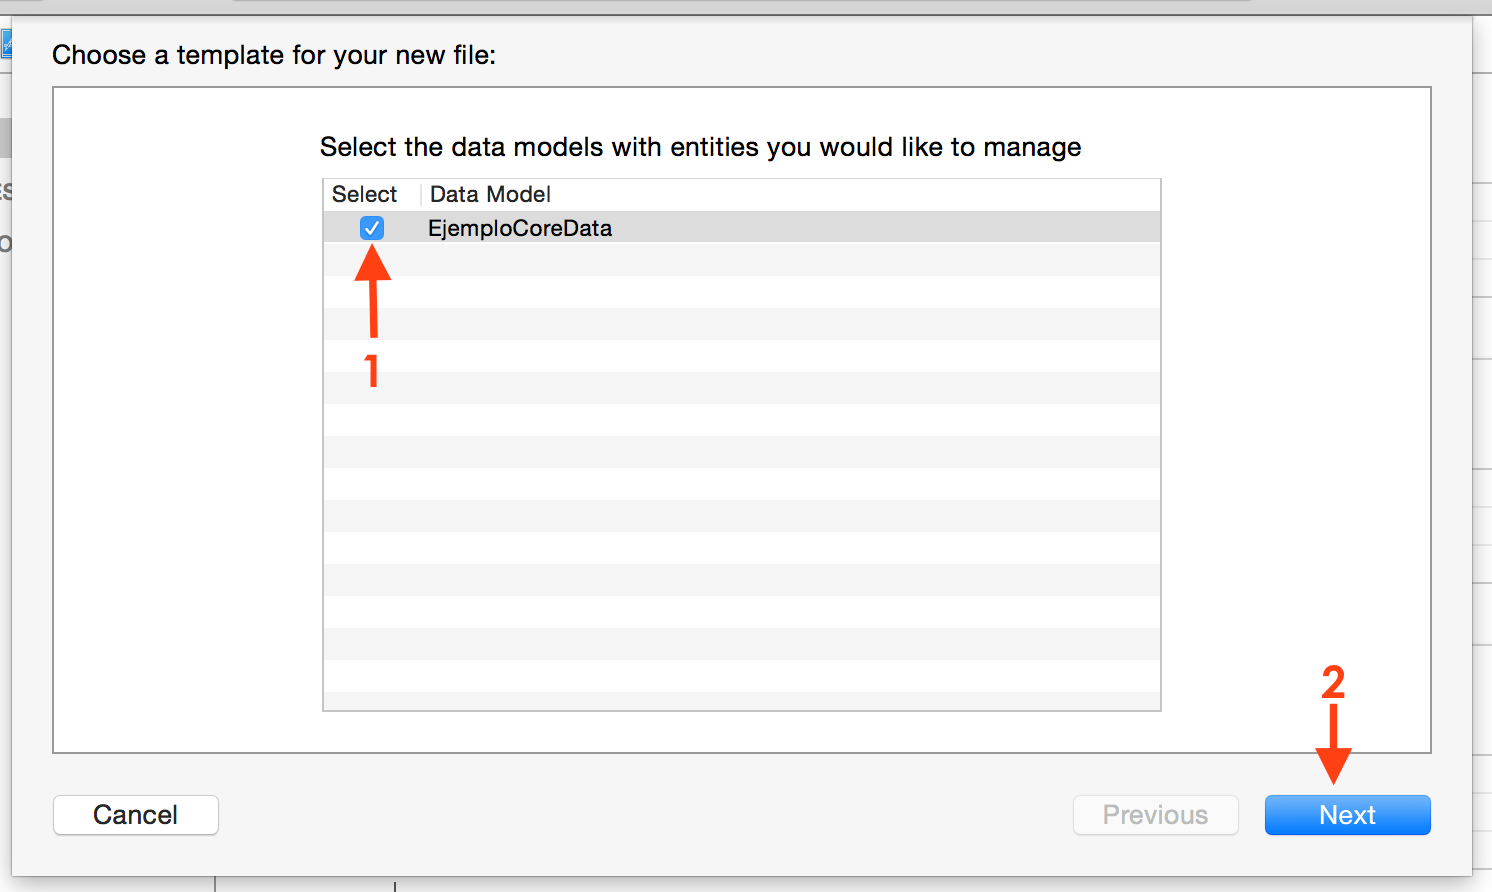 Choose a template for your new file:
Select the data models with entities you would like to manage
Select Data Model
EjemploCoreData
1
2
Cancel Previous Next